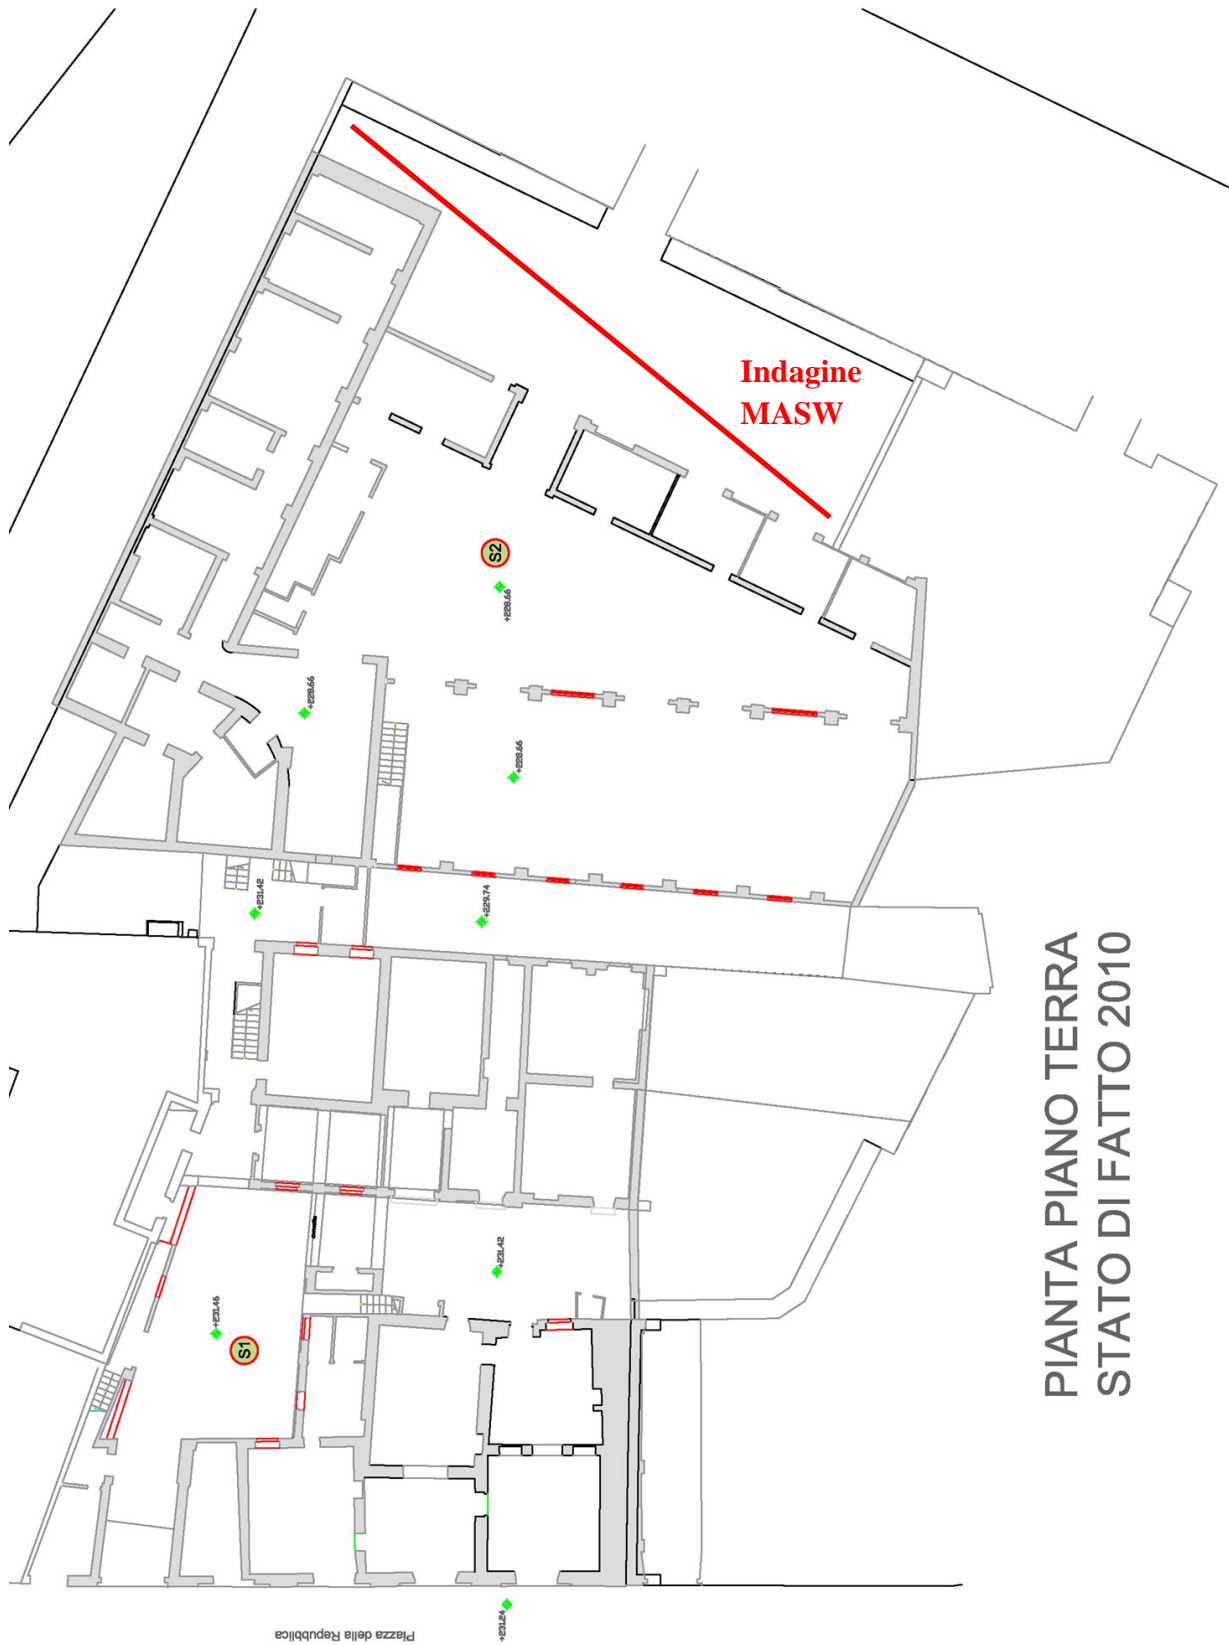 Indagine
MASW
S2
+228.66
+228.66
+228.66
+231.42
+229.74
+231.42
+231.45
S1
+231.24
Piazza della Repubblica
PIANTA PIANO TERRA
STATO DI FATTO 2010